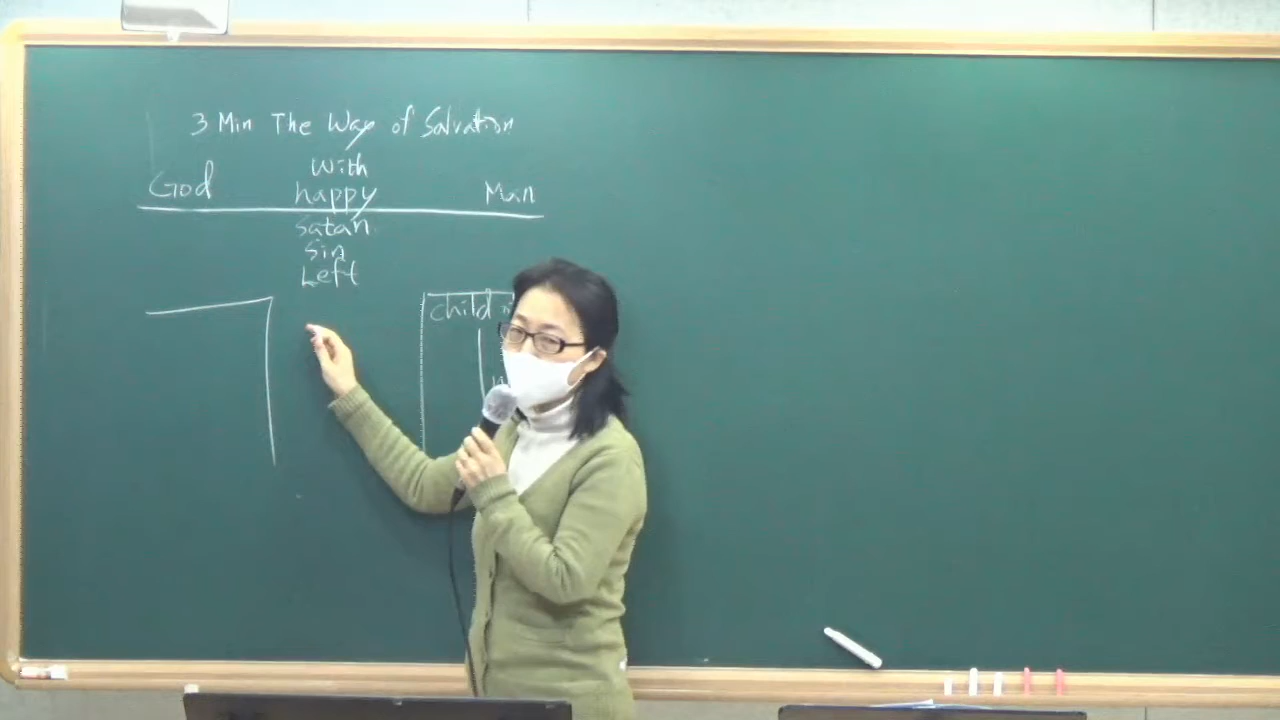 3 Min The Way of Salvation
With
God happy Man
Satan
Sin
Left
child